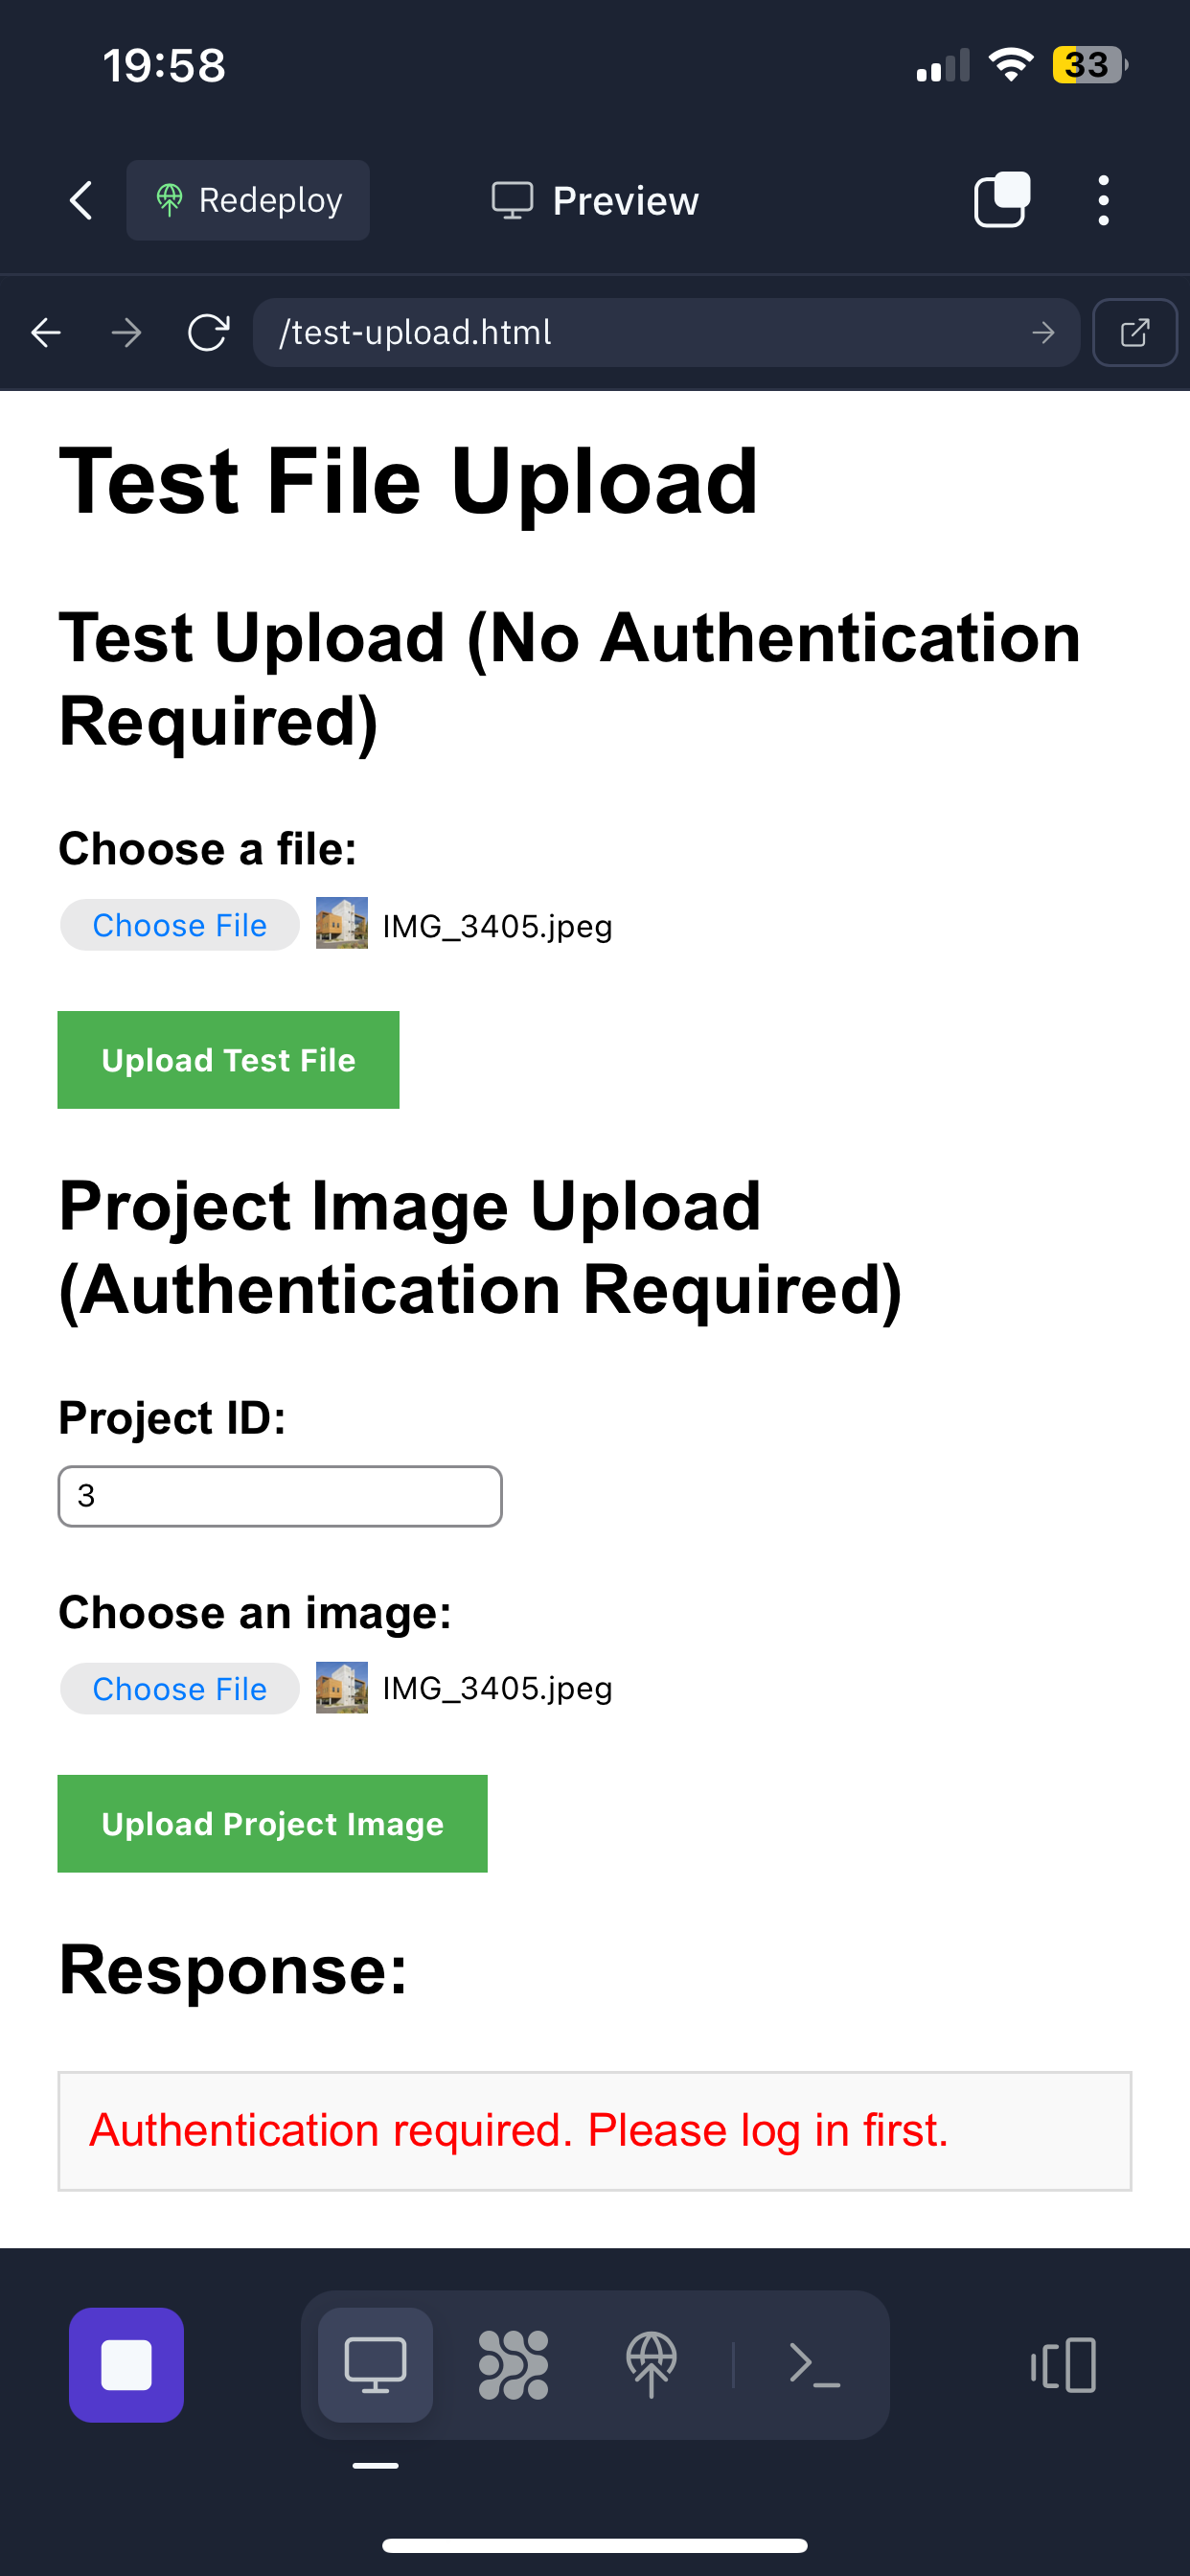 19:58
33
Redeploy
Preview
/test-upload.html
Test File Upload
Test Upload (No Authentication
Required)
Choose a file:
Choose File
IMG_3405.jpeg
Upload Test File
Project Image Upload
(Authentication Required)
Project ID:
3
Choose an image:
Choose File
IMG_3405.jpeg
Upload Project Image
Response:
Authentication required. Please log in first.